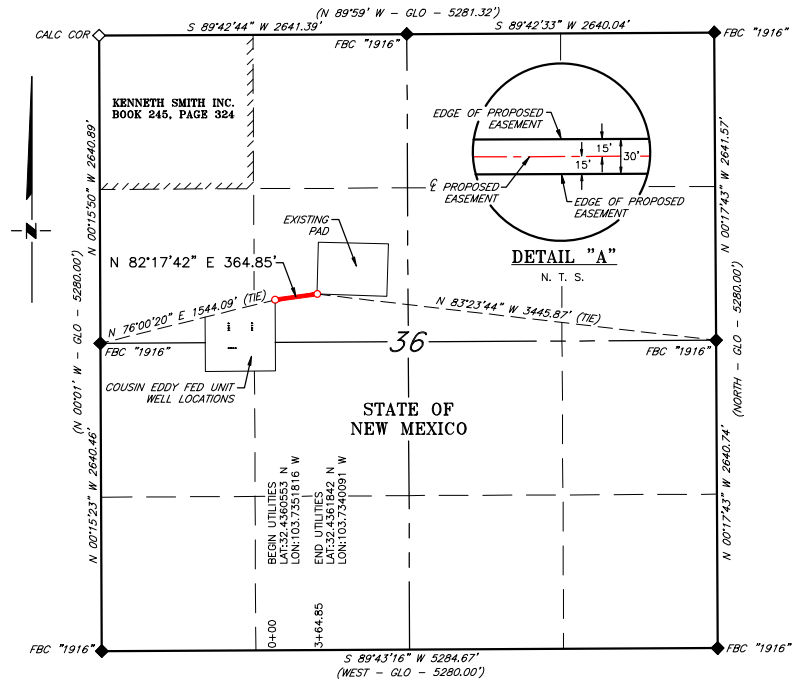 (N 89°59' W - GLO - 5281.32')
S 89°42'44" W 2641.39'
S 89°42'33" W 2640.04'
CALC COR
FBC "1916"
FBC "1916"
KENNETH SMITH INC.
BOOK 245, PAGE 324
N 00°15'50" W 2640.89'
N 00°17'43" W 2641.57'
EDGE OF PROPOSED
EASEMENT
15'
15'
30'
℄ PROPOSED
EASEMENT
EDGE OF PROPOSED
EASEMENT
DETAIL "A"
N. T. S.
N
EXISTING
PAD
N 82°17'42" E 364.85'
N 76°00'20" E 1544.09' (TIE)
N 83°23'44" W 3445.87' (TIE)
(N 00°01' W - GLO - 5280.00')
(NORTH - GLO - 5280.00')
FBC "1916"
36
FBC "1916"
COUSIN EDDY FED UNIT
WELL LOCATIONS
STATE OF
NEW MEXICO
N 00°15'23" W 2640.46'
N 00°17'43" W 2640.74'
BEGIN UTILITIES
LAT:32.4360553 N
LON:103.7351816 W
END UTILITIES
LAT:32.4361842 N
LON:103.7340091 W
0+00
3+64.85
FBC "1916"
FBC "1916"
S 89°43'16" W 5284.67'
(WEST - GLO - 5280.00')